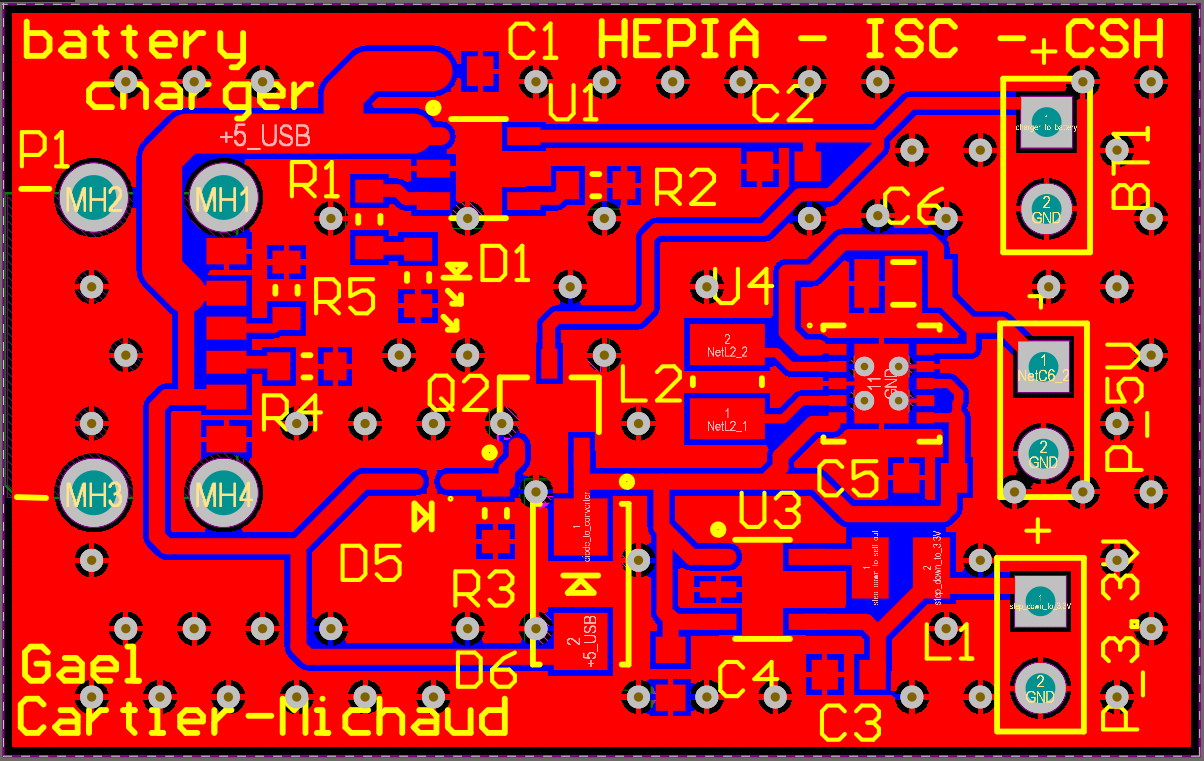 battery
charger
C1
HEPIA - ISC - CSH
+
U1
C2
+5_USB
P1
MH2
MH1
R1
R2
1
charger_to_battery
2
GND
BT1
C6
D1
R5
U4
2
NetL2_2
1
NetL2_1
L2
11
GND
+
1
NetC6_2
2
GND
P_5V
Q2
R4
MH3
MH4
C5
U3
D5
R3
1
diode_to_converter
2
+5_USB
D6
1
2
step_down_to_3.3V
+
1
step_down_to_3.3V
2
GND
P_3.3V
L1
C4
C3
Gael
Cartier-Michaud